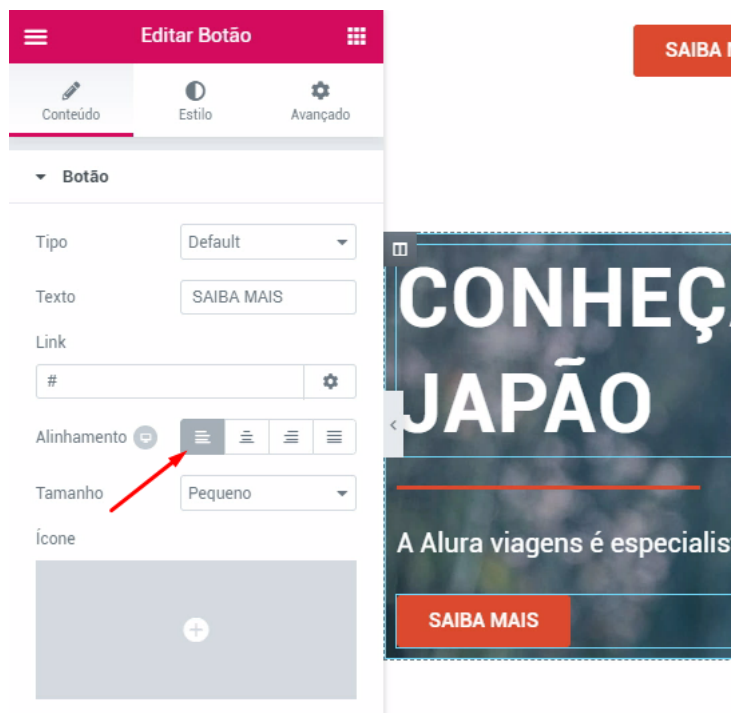 Editar Botão
Conteúdo
Estilo
Avançado
Botão
Tipo
Default
Texto
SAIBA MAIS
Link
#
Alinhamento
Tamanho
Pequeno
Ícone
SAIBA
CONHEÇ
JAPÃO
A Alura viagens é especialis
SAIBA MAIS